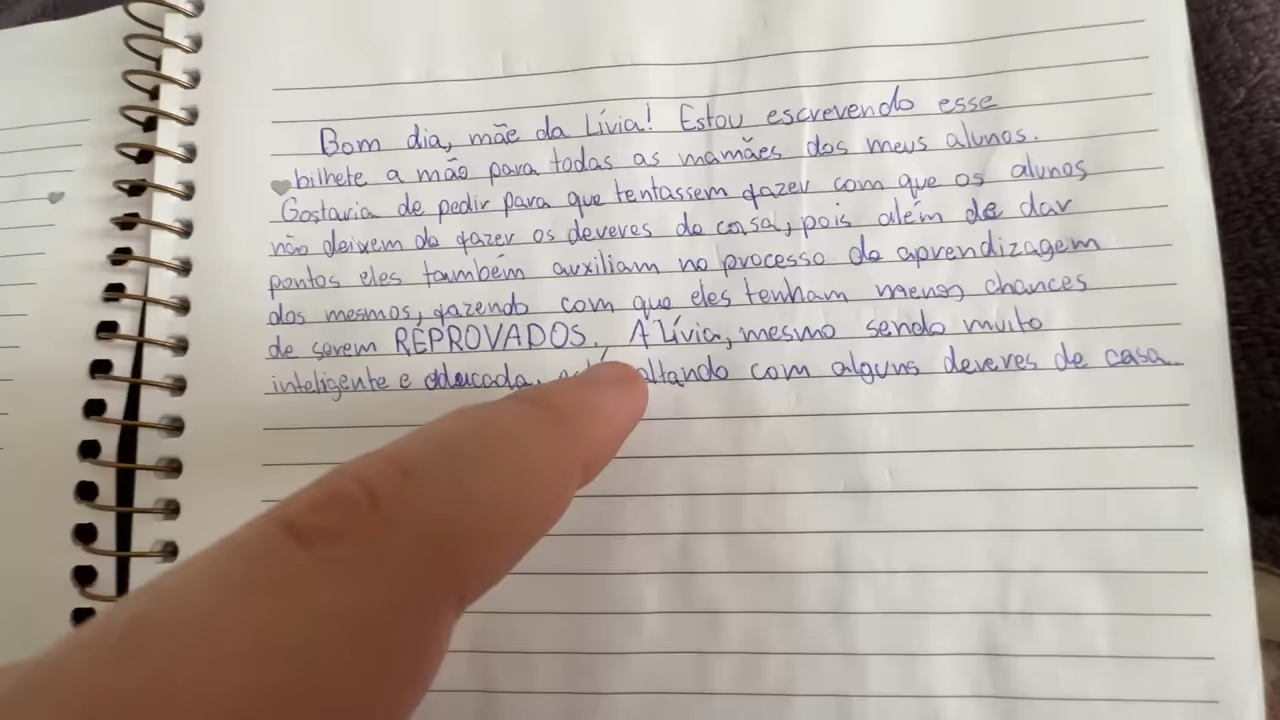 Bom dia, mãe da Lívia! Estou escrevendo esse
bilhete a mão para todas as mamães dos meus alunos.
Gostaria de pedir para que tentassem fazer com que os alunos
não deixem de fazer os deveres de casa, pois além de dar
pontos eles também auxiliam no processo de aprendizagem
dos mesmos, fazendo com que eles tenham menos chances
de serem REPROVADOS. A Lívia, mesmo sendo muito
inteligente e educada, com alguns deveres de casa